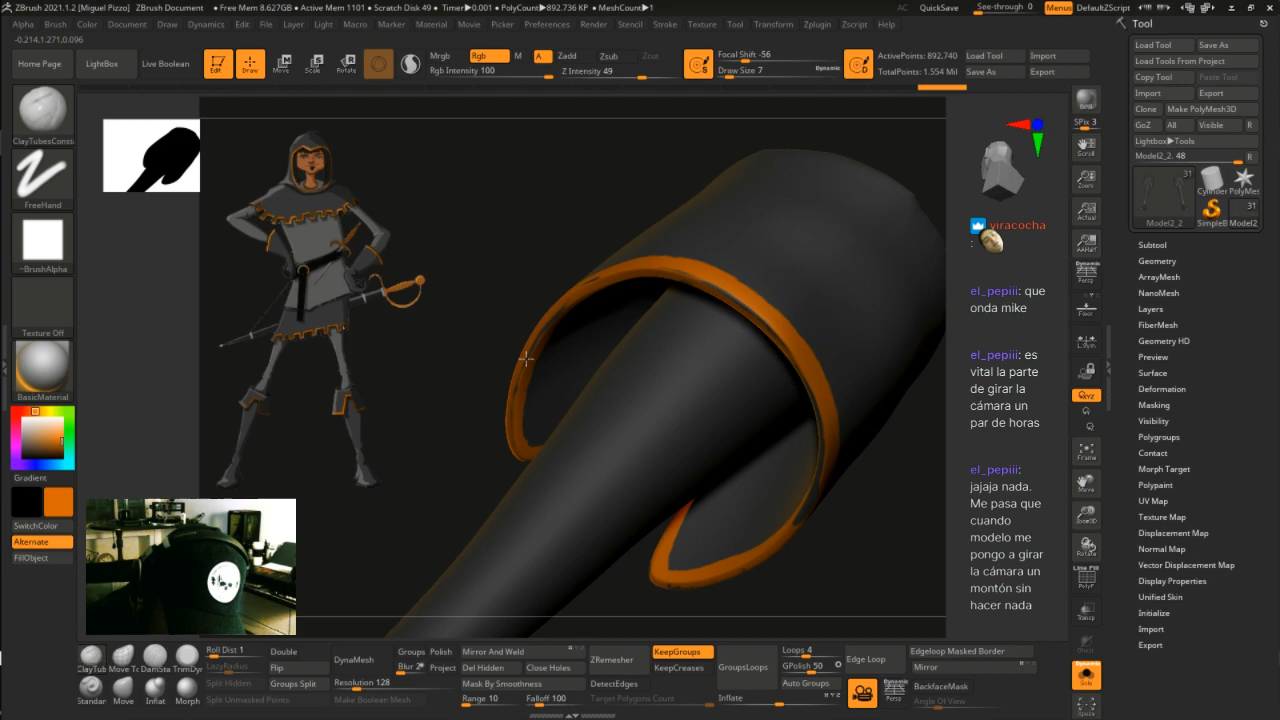 ZBrush 2021.1.2 [Miguel Pizzo]   ZBrush Document   • Free Mem 8.627GB • Active Mem 1101 • Scratch Disk 49 • Timer▶0.001 • PolyCount▶892.736 KP • MeshCount▶1   AC   QuickSave   See-through 0   Menus   DefaultZScript
Alpha Brush Color Document Draw Dynamics Edit File Layer Light Macro Marker Material Movie Picker Preferences Render Stencil Stroke Texture Tool Transform Zplugin Zscript Help
Tool
-0.214,1.271,0.096
Home Page LightBox Live Boolean
Edit Draw Move Scale Rotate
Mrgb Rgb M A Zadd Zsub Zcut
Rgb Intensity 100 Z Intensity 49
Focal Shift -56
Draw Size 7 Dynamic
S D
ActivePoints: 892,740 Load Tool Import
TotalPoints: 1.554 Mil Save As Export
Load Tool Save As
Load Tools From Project
Copy Tool Paste Tool
Import Export
Clone Make PolyMesh3D
GoZ All Visible R
Lightbox▶Tools
Model2_2. 48 R
31
Cylinder PolyMes
31
Model2_2 SimpleB Model2
Subtool
Geometry
ArrayMesh
NanoMesh
Layers
FiberMesh
Geometry HD
Preview
Surface
Deformation
Masking
Visibility
Polygroups
Contact
Morph Target
Polypaint
UV Map
Texture Map
Displacement Map
Normal Map
Vector Displacement Map
Display Properties
Unified Skin
Initialize
Import
Export
ClayTubesConst
FreeHand
~BrushAlpha
Texture Off
BasicMaterial
Gradient
SwitchColor
Alternate
FillObject
BPR
SPix 3
Scroll
Zoom
Actual
AAHalf
Dynamic
Persp
Floor
L.Sym
XYZ
Frame
Move
Zoom3D
Rotate
Line Fill
PolyF
Transp
Ghost
Dynamic
Solo
Xpose
viracocha
:
el_pepiii: que
onda mike
el_pepiii: es
vital la parte
de girar la
cámara un
par de horas
el_pepiii:
jajaja nada.
Me pasa que
cuando
modelo me
pongo a girar
la cámara un
montón sin
hacer nada
ClayTub Move To DamSta TrimDy
Standar Move Inflat Morph
Roll Dist 1 Double
LazyRadius Flip
Split Hidden Groups Split
Split Unmasked Points
DynaMesh Groups Polish
Blur 2 Project
Resolution 128
Make Boolean Mesh
Mirror And Weld
Del Hidden Close Holes
Mask By Smoothness
Range 10 Falloff 100
ZRemesher KeepGroups
KeepCreases
DetectEdges
Target Polygons Count
GroupsLoops Loops 4
GPolish 50
Auto Groups
Inflate
Edge Loop Edgeloop Masked Border
Mirror
Dynamic
Persp
BackfaceMask
Angle Of View